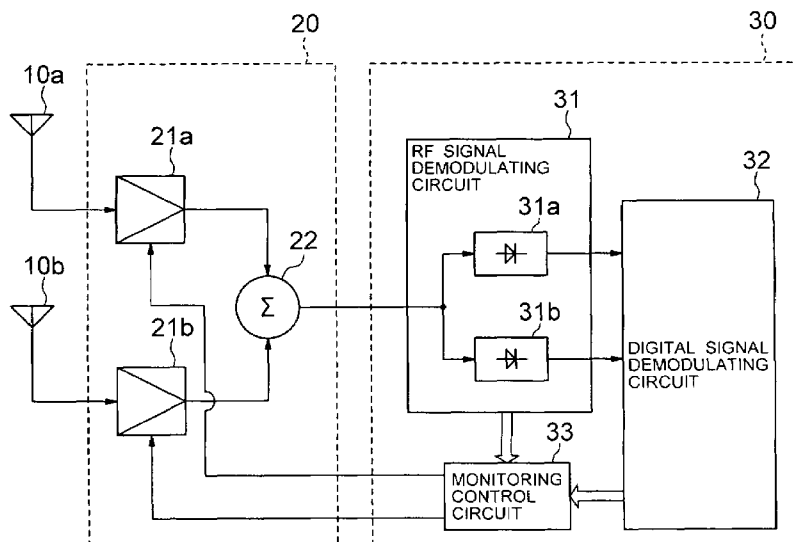 20
30
10a
21a
31
RF SIGNAL
DEMODULATING
CIRCUIT
32
31a
10b
22
Σ
31b
21b
DIGITAL SIGNAL
DEMODULATING
CIRCUIT
33
MONITORING
CONTROL
CIRCUIT